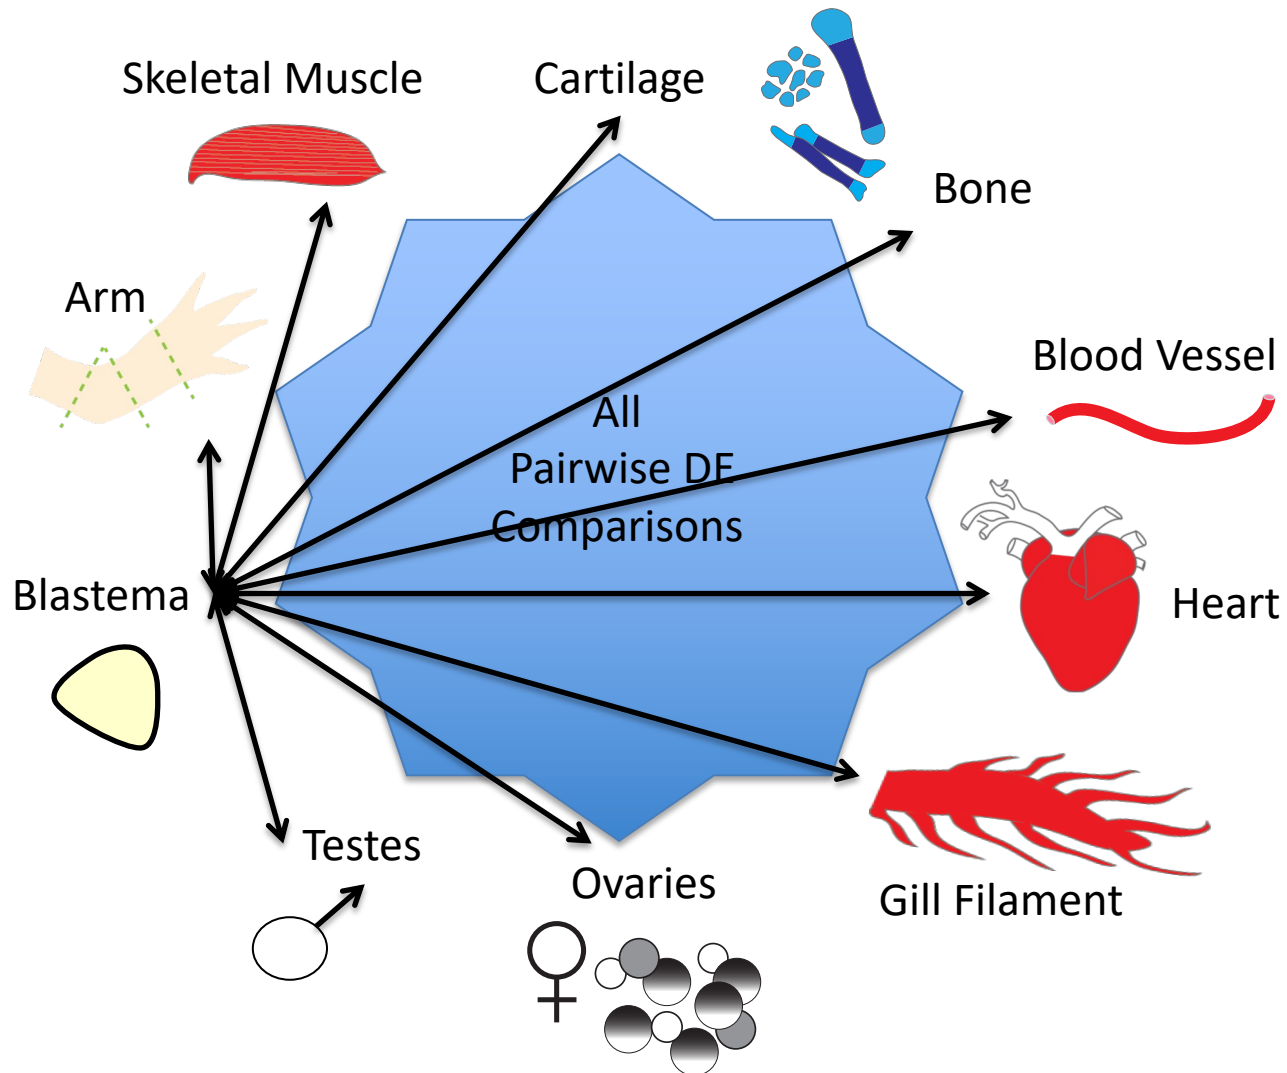 Skeletal Muscle
Cartilage
Bone
Arm
Blood Vessel
All
Pairwise DE
Comparisons
Blastema
Heart
Testes
Ovaries
Gill Filament